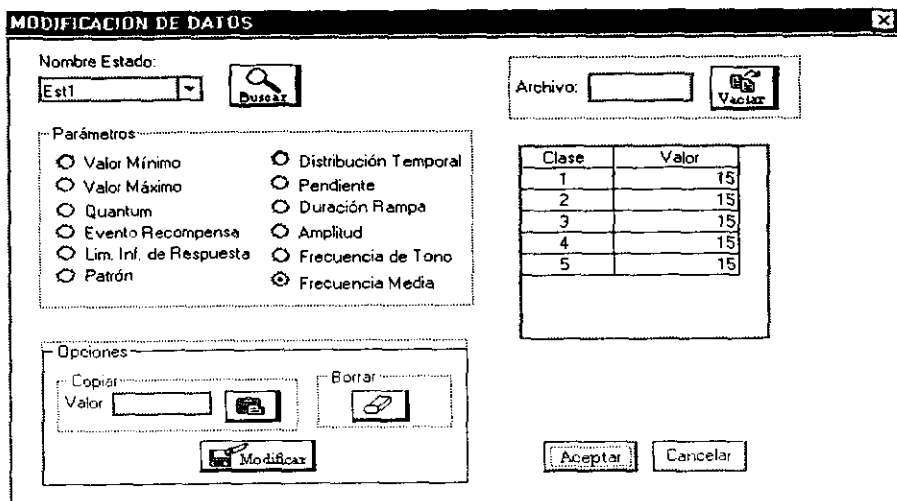 MODIFICACION DE DATOS
Nombre Estado:
Est1
Buscar
Archivo:
Vaciar
Parámetros
Valor Mínimo
Valor Máximo
Quantum
Evento Recompensa
Lim. Inf. de Respuesta
Patrón
Distribución Temporal
Pendiente
Duración Rampa
Amplitud
Frecuencia de Tono
Frecuencia Media
Clase Valor
1 15
2 15
3 15
4 15
5 15
Opciones
Copiar
Valor
Borrar
Modificar
Aceptar
Cancelar